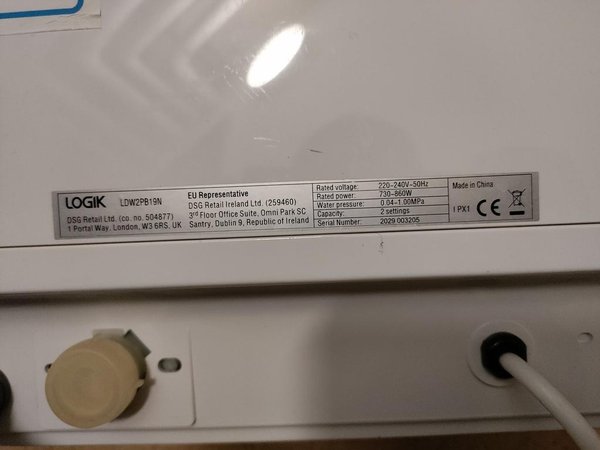 LOGIK LDW2PB19N
DSG Retail Ltd. (co. no. 504877)
1 Portal Way, London, W3 6RS, UK
EU Representative
DSG Retail Ireland Ltd. (259460)
3rd Floor Office Suite, Omni Park SC
Santry, Dublin 9, Republic of Ireland
Rated voltage: 220-240V~50Hz
Rated power: 730-860W
Water pressure: 0.04-1.00MPa
Capacity: 2 settings
Serial Number: 2029 003205
Made in China
IPX1 CE